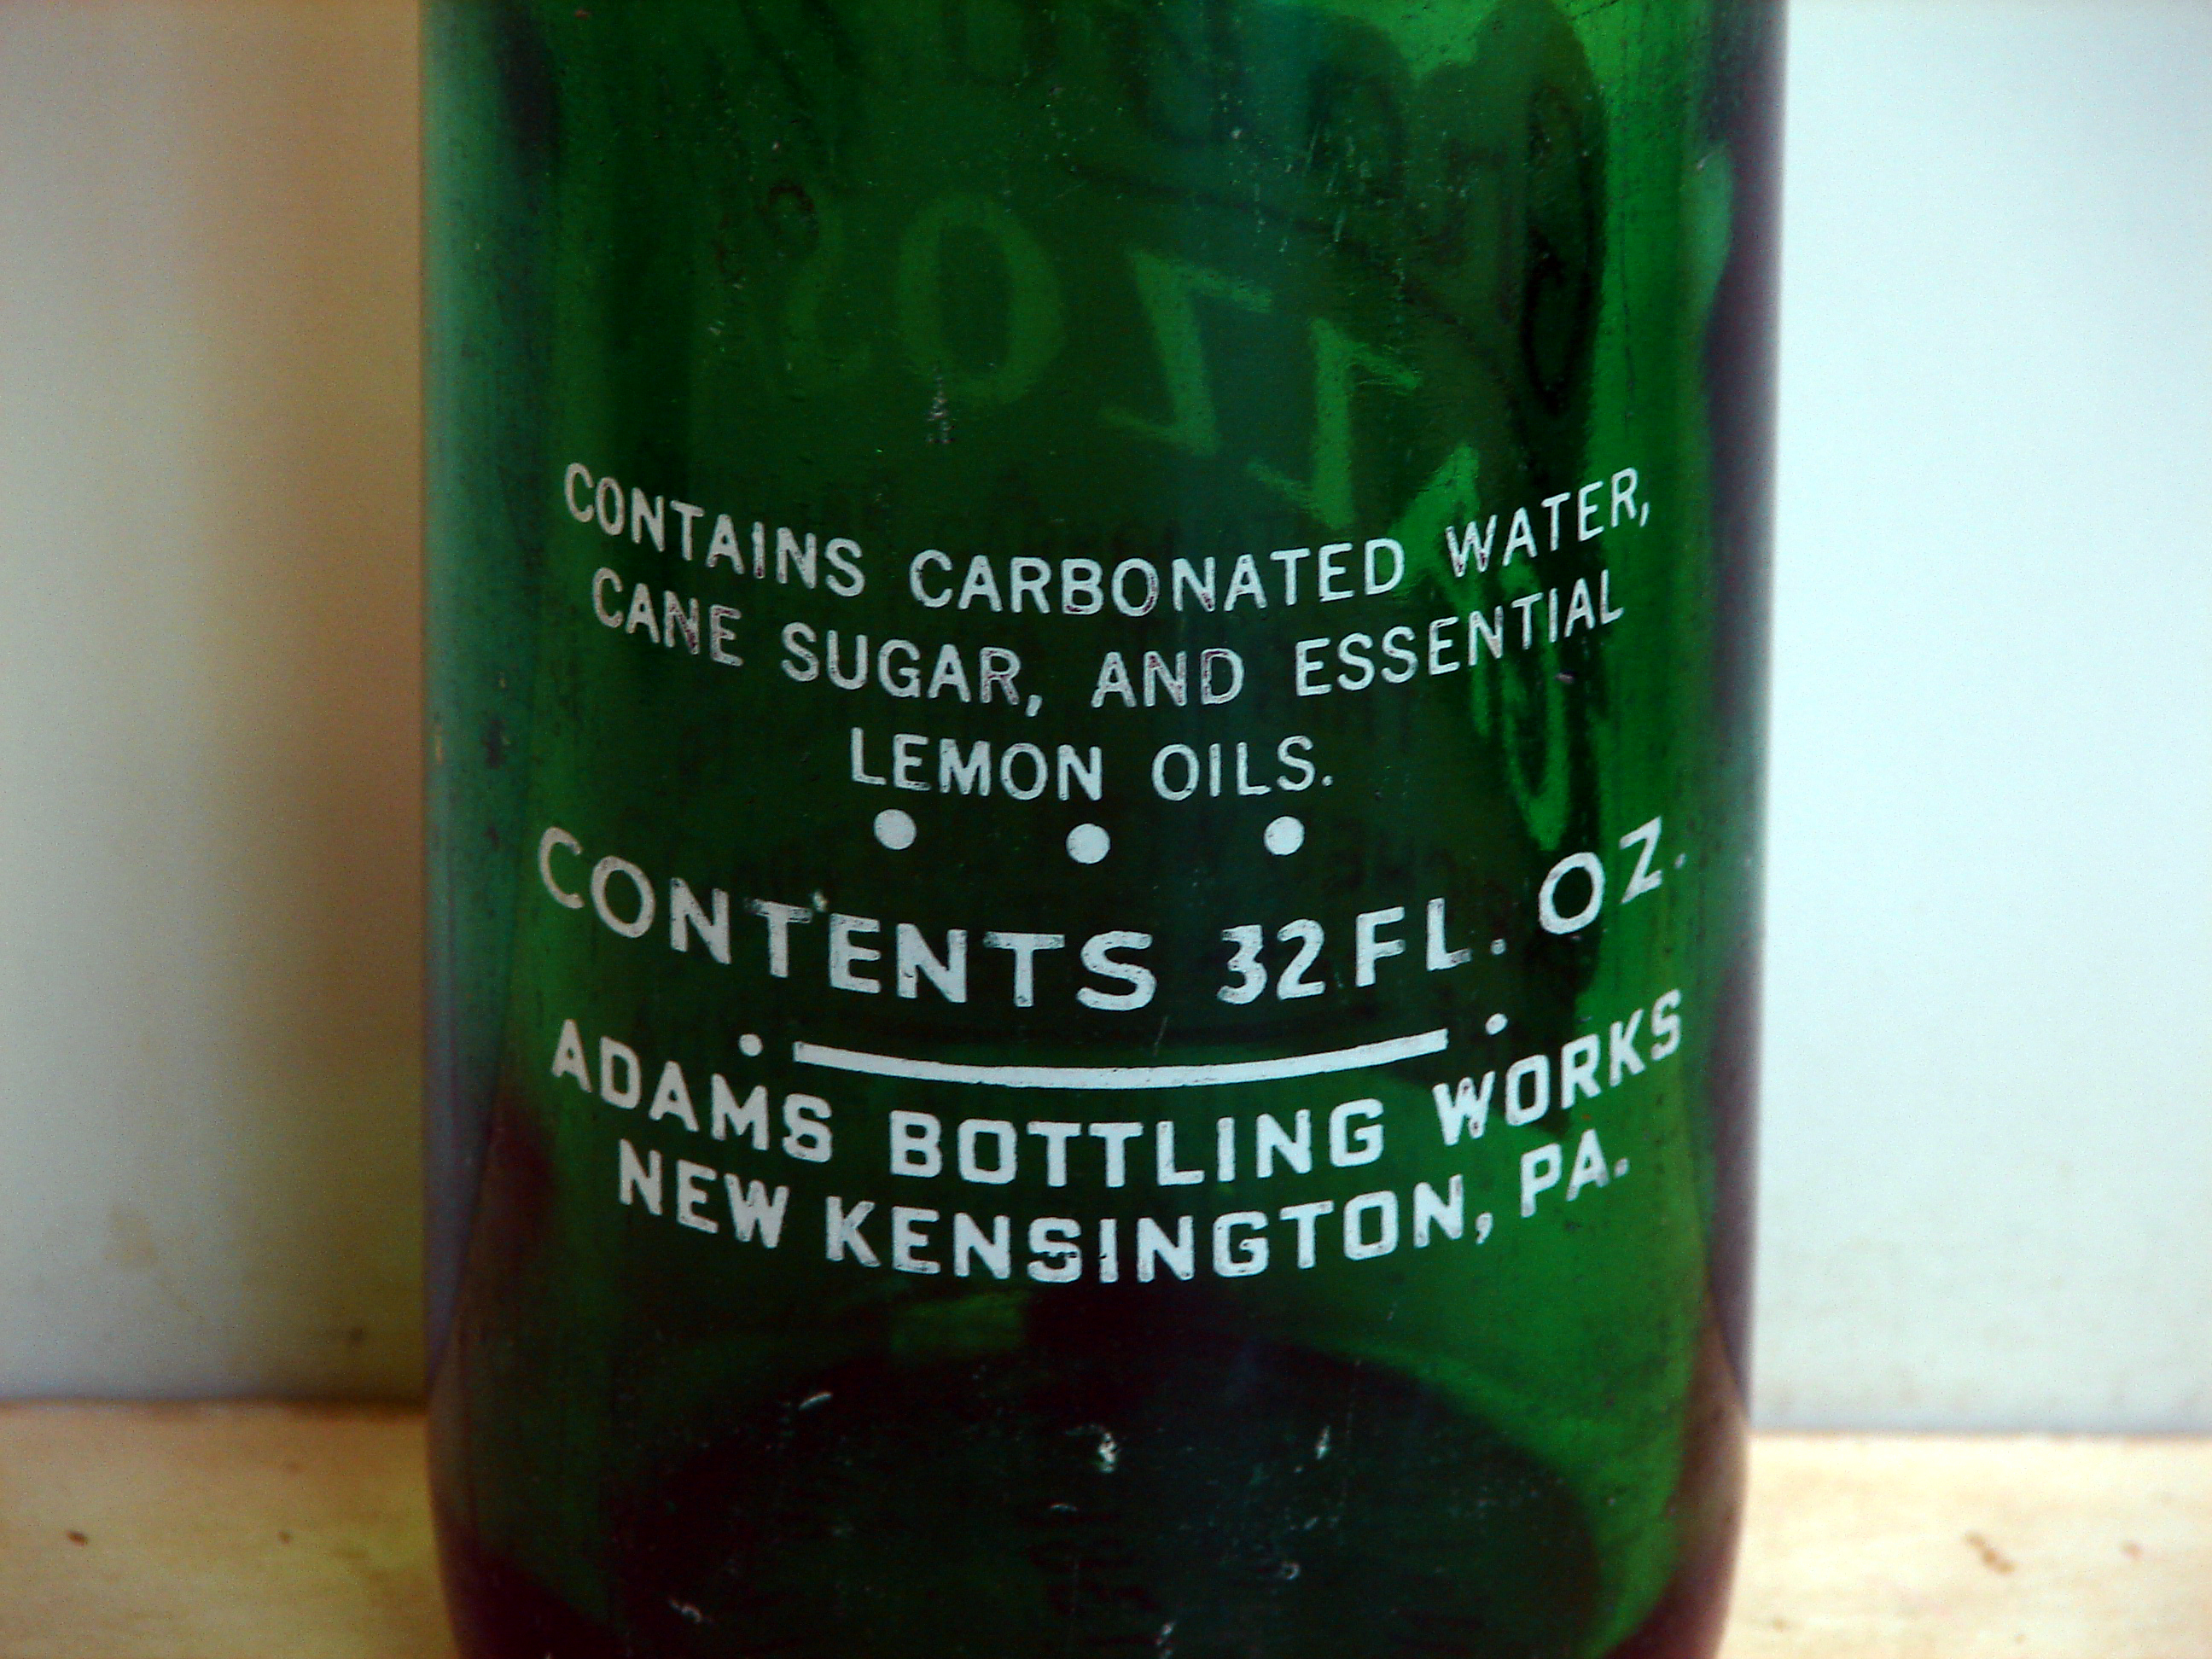 CONTAINS CARBONATED WATER,
CANE SUGAR, AND ESSENTIAL
LEMON OILS.
CONTENTS 32 FL. OZ.
ADAMS BOTTLING WORKS
NEW KENSINGTON, PA.